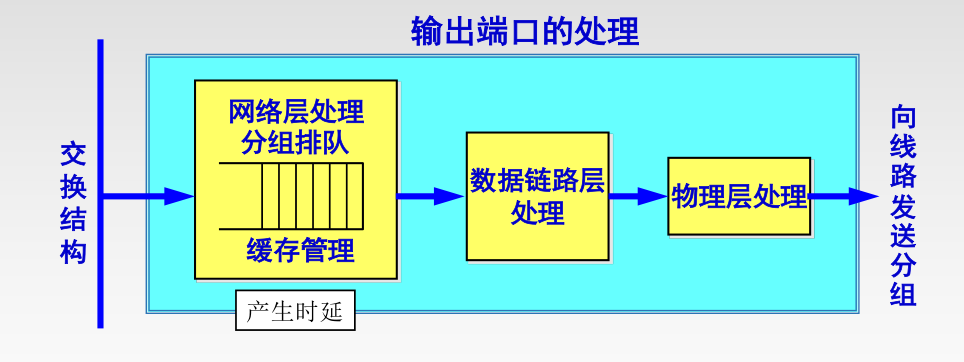 输出端口的处理
交换结构
网络层处理
分组排队
缓存管理
产生时延
数据链路层
处理
物理层处理
向线路发送分组